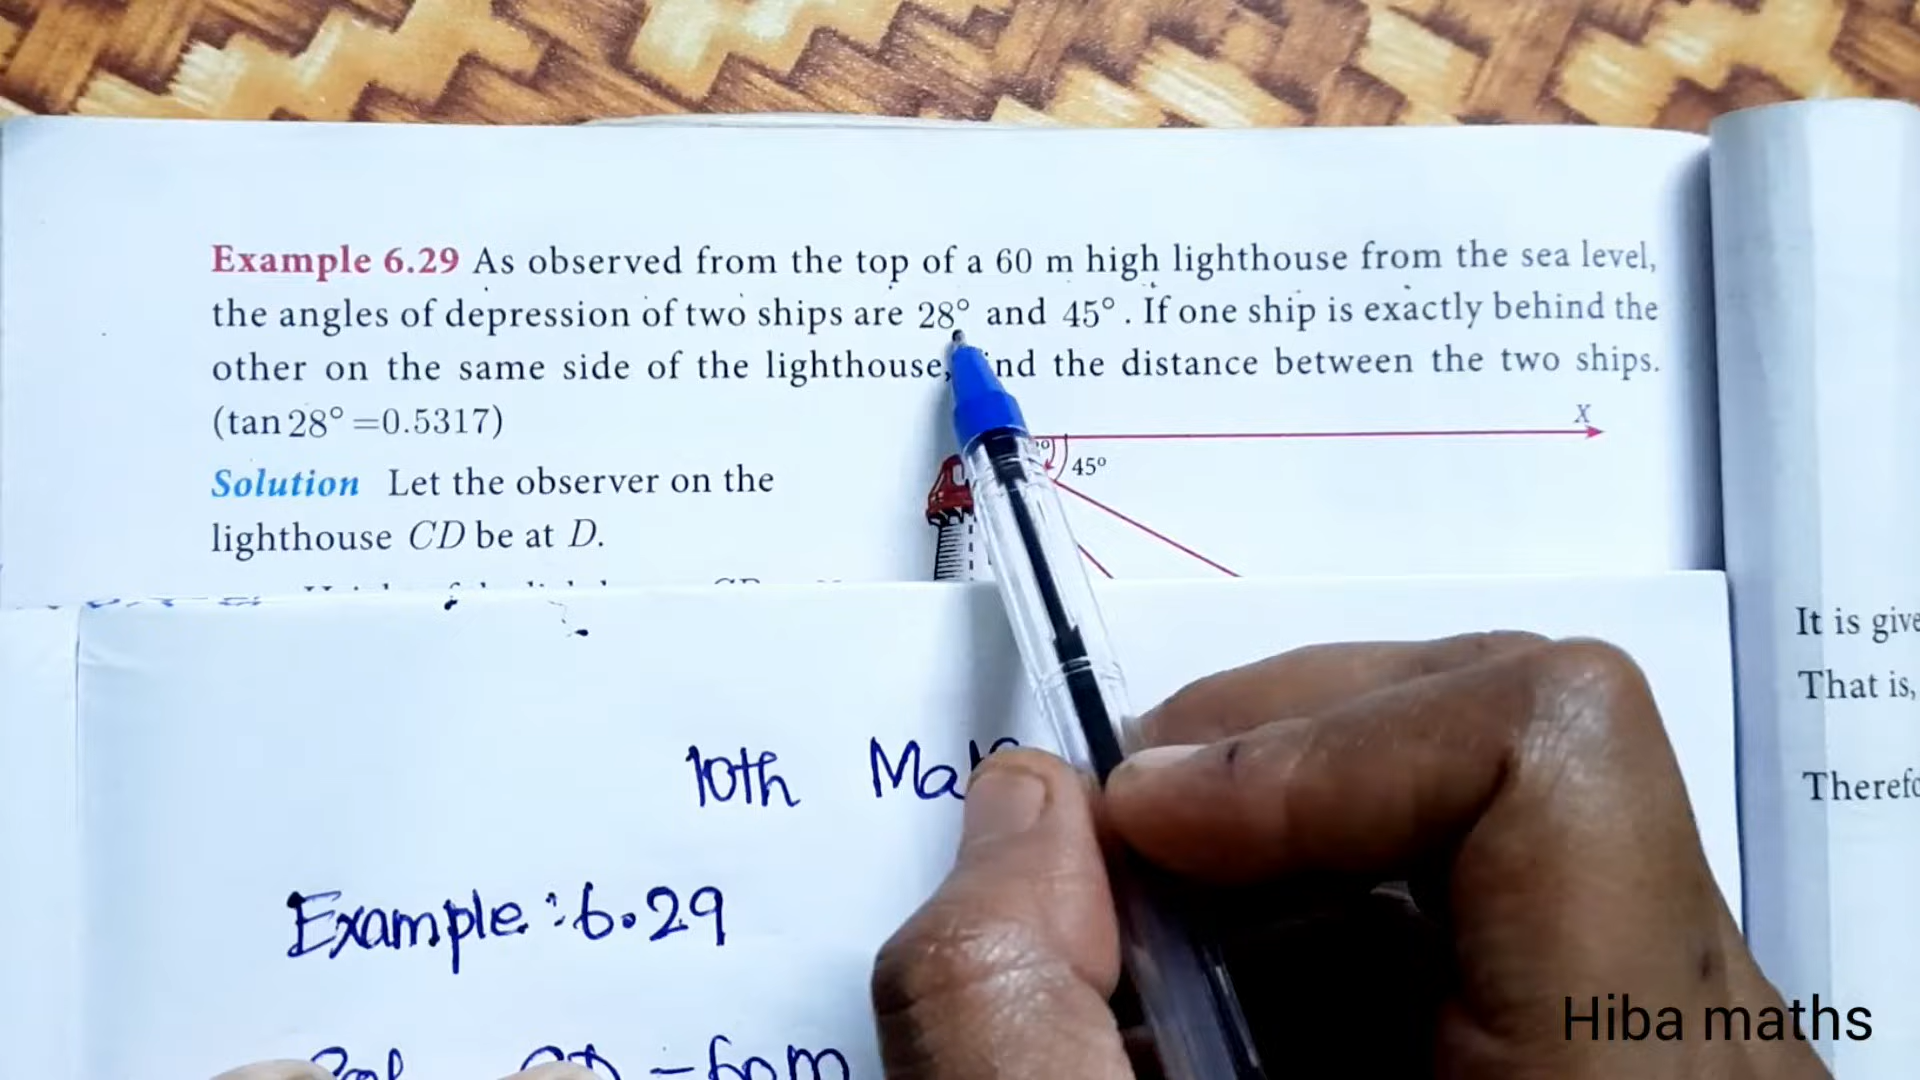 Example 6.29 As observed from the top of a 60 m high lighthouse from the sea level,
the angles of depression of two ships are 28° and 45°. If one ship is exactly behind the
other on the same side of the lighthouse, the distance between the two ships.
(tan 28° =0.5317)
X
45°
Solution Let the observer on the
lighthouse CD be at D.
It is
That is,
10th
Example : 6.29
= 60m
Hiba maths